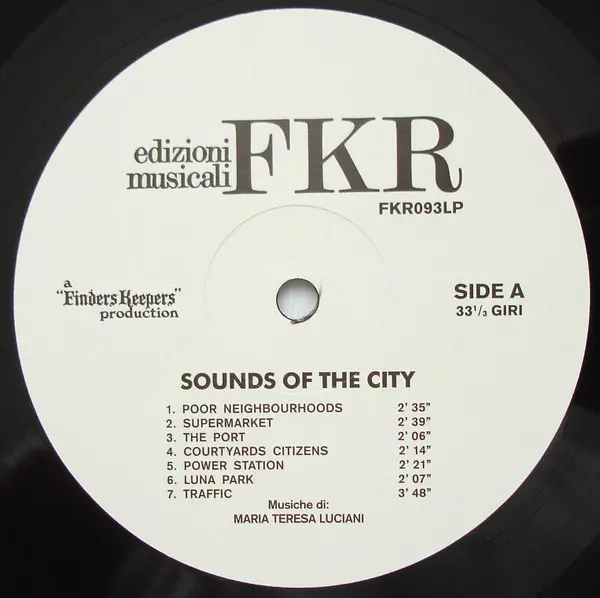 edizioni
musicali
FKR
FKR093LP
a
"Finders Keepers"
production
SIDE A
33¹/₃ GIRI
SOUNDS OF THE CITY
1. POOR NEIGHBOURHOODS 2' 35"
2. SUPERMARKET 2' 39"
3. THE PORT 2' 06"
4. COURTYARDS CITIZENS 2' 14"
5. POWER STATION 2' 21"
6. LUNA PARK 2' 07"
7. TRAFFIC 3' 48"
Musiche di:
MARIA TERESA LUCIANI